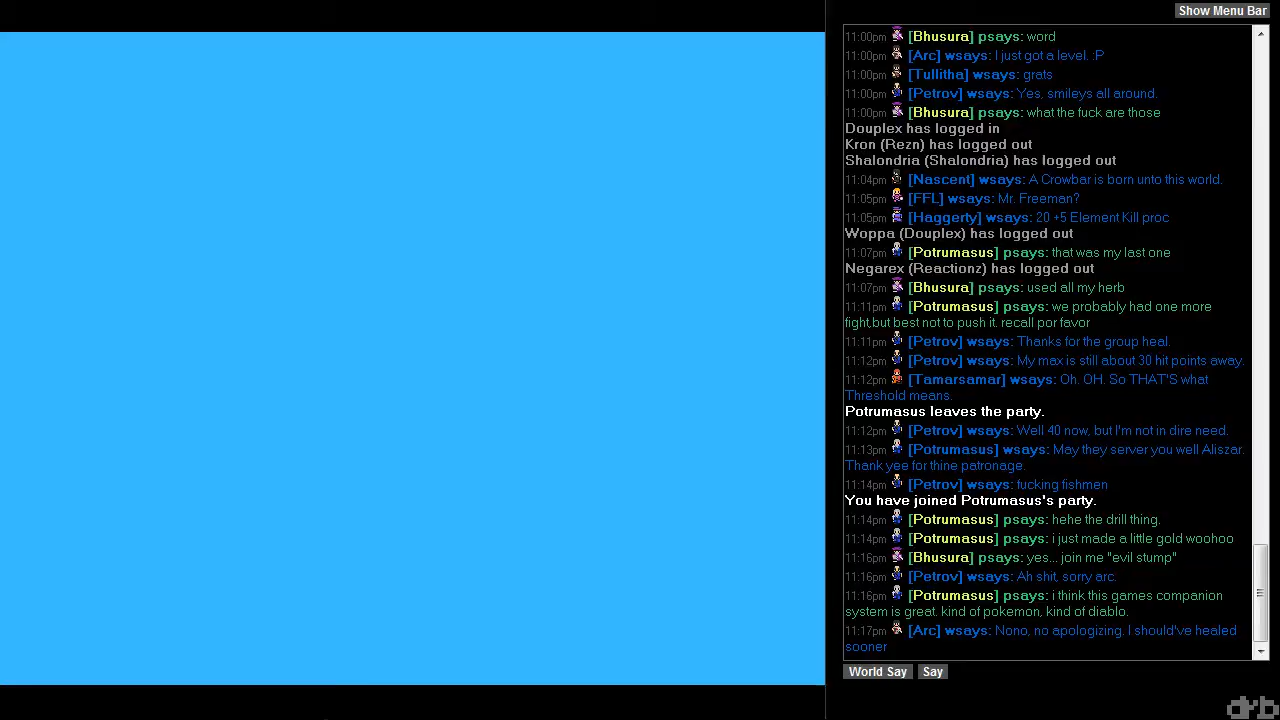 Show Menu Bar
11:00pm [Bhusura] psays: word
11:00pm [Arc] wsays: I just got a level. :P
11:00pm [Tullitha] wsays: grats
11:00pm [Petrov] wsays: Yes, smileys all around.
11:00pm [Bhusura] psays: what the fuck are those
Douplex has logged in
Kron (Rezn) has logged out
Shalondria (Shalondria) has logged out
11:04pm [Nascent] wsays: A Crowbar is born unto this world.
11:05pm [FFL] wsays: Mr. Freeman?
11:05pm [Haggerty] wsays: 20 +5 Element Kill proc
Woppa (Douplex) has logged out
11:07pm [Potrumasus] psays: that was my last one
Negarex (Reactionz) has logged out
11:07pm [Bhusura] psays: used all my herb
11:11pm [Potrumasus] psays: we probably had one more
fight,but best not to push it. recall por favor
11:11pm [Petrov] wsays: Thanks for the group heal.
11:12pm [Petrov] wsays: My max is still about 30 hit points away.
11:12pm [Tamarsamar] wsays: Oh. OH. So THAT'S what
Threshold means.
Potrumasus leaves the party.
11:12pm [Petrov] wsays: Well 40 now, but I'm not in dire need.
11:13pm [Potrumasus] wsays: May they server you well Aliszar.
Thank yee for thine patronage.
11:14pm [Petrov] wsays: fucking fishmen
You have joined Potrumasus's party.
11:14pm [Potrumasus] psays: hehe the drill thing.
11:14pm [Potrumasus] psays: i just made a little gold woohoo
11:16pm [Bhusura] psays: yes... join me "evil stump"
11:16pm [Petrov] wsays: Ah shit, sorry arc.
11:16pm [Potrumasus] psays: i think this games companion
system is great. kind of pokemon, kind of diablo.
11:17pm [Arc] wsays: Nono, no apologizing. I should've healed
sooner
World Say Say